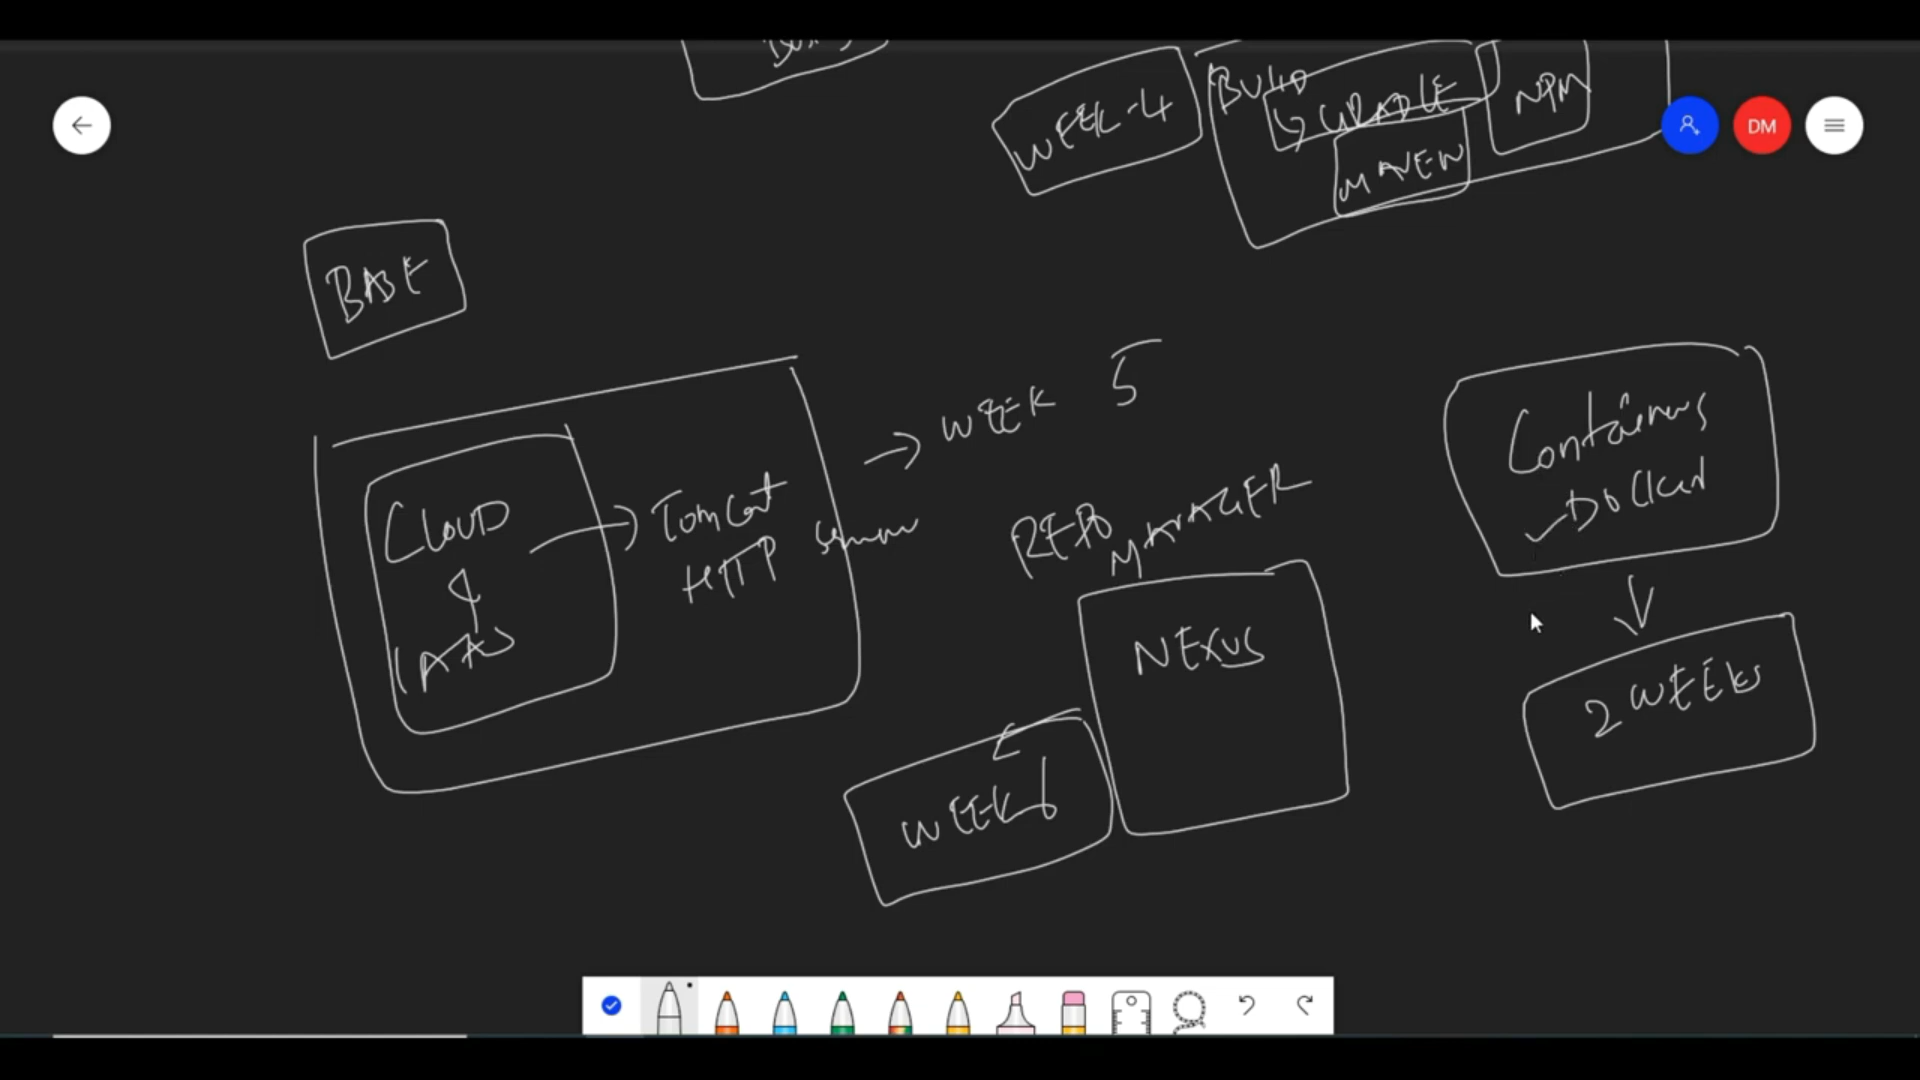 WEEK-4
BUILD
GRADLE
MAVEN
NPM
DM
BASE
WEEK 5
CLOUD
&
IAAS
Tomcat
HTTP
REPO
MANAGER
NEXUS
WEEK 6
Containers
Docker
2 WEEKS